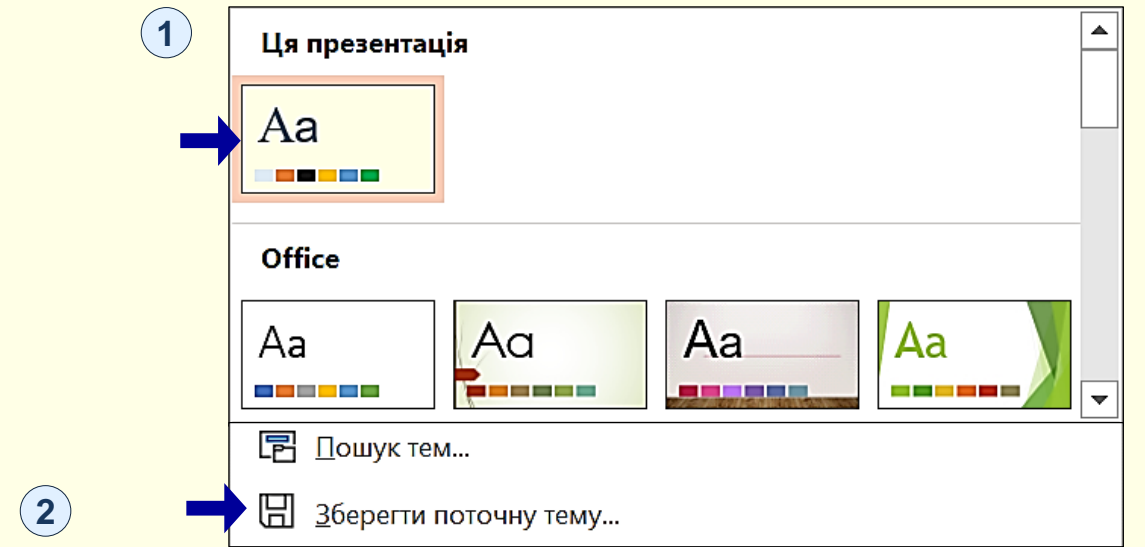 1
Ця презентація
Aa
Office
Aa Aa Aa Aa
Пошук тем...
2
Зберегти поточну тему...